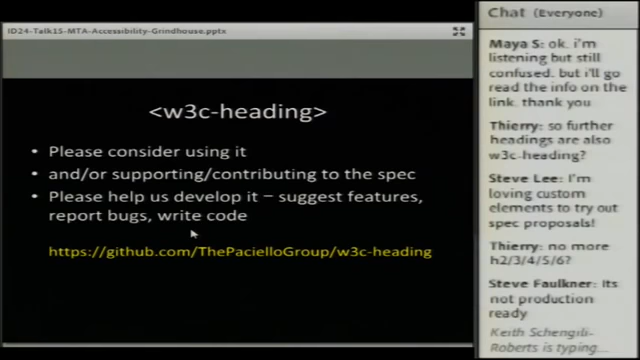 ID24-Talk15-MTA-Accessibility-Grindhouse.pptx
<w3c-heading>
• Please consider using it
• and/or supporting/contributing to the spec
• Please help us develop it – suggest features,
report bugs, write code
https://github.com/ThePacielloGroup/w3c-heading
Chat (Everyone)
Maya S: ok. i'm
listening but still
confused. but i'll go
read the info on the
link. thank you
Thierry: so further
headings are also
w3c-heading?
Steve Lee: I'm
loving custom
elements to try out
spec proposals!
Thierry: no more
h2/3/4/5/6?
Steve Faulkner: Its
not production
ready
Keith Schengili-
Roberts is typing...